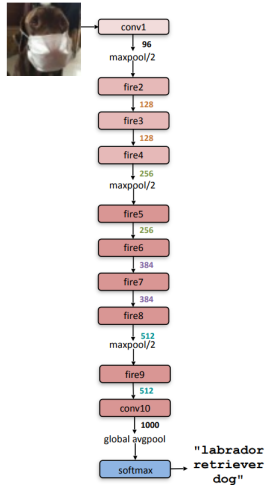 conv1
96
maxpool/2
fire2
128
fire3
128
fire4
256
maxpool/2
fire5
256
fire6
384
fire7
384
fire8
512
maxpool/2
fire9
512
conv10
1000
global avgpool
softmax
"labrador
retriever
dog"